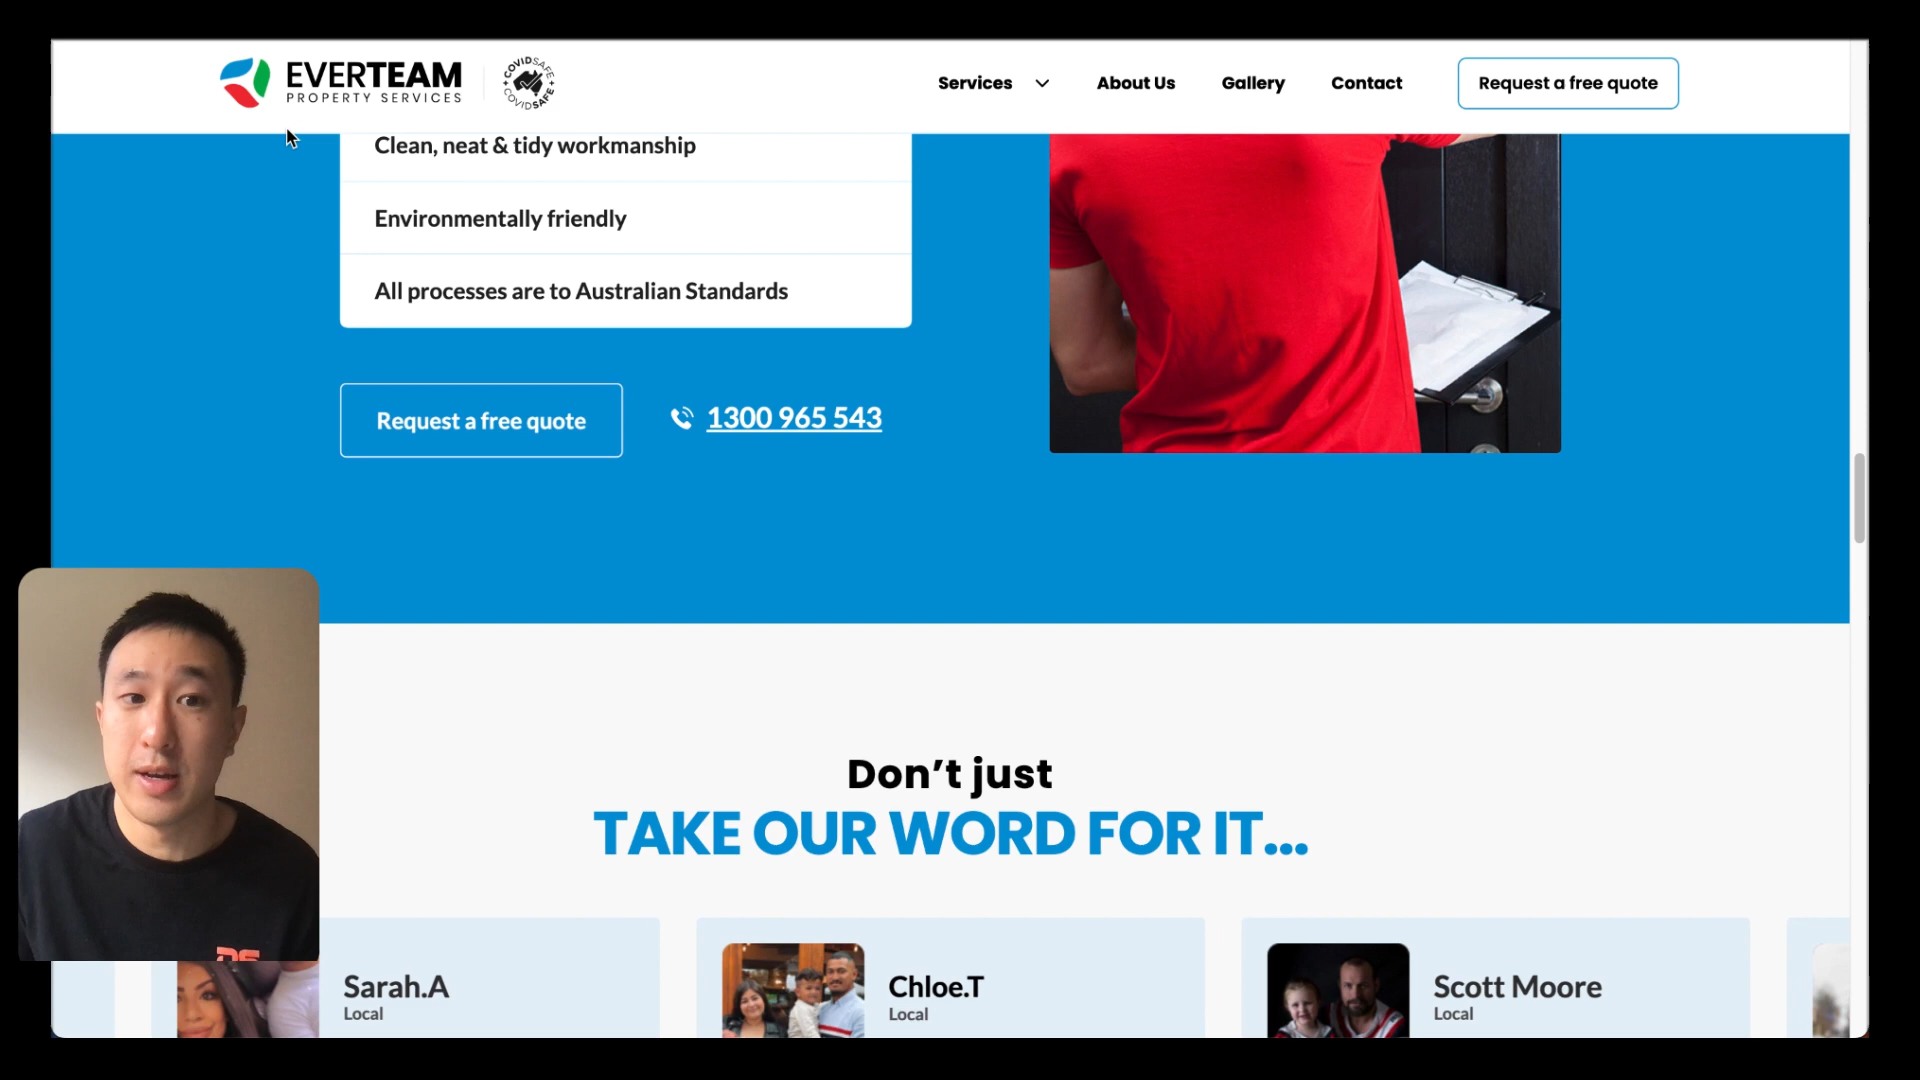 EVERTEAM
PROPERTY SERVICES
COVIDSAFE
COVIDSAFE
Services
About Us
Gallery
Contact
Request a free quote
Clean, neat & tidy workmanship
Environmentally friendly
All processes are to Australian Standards
Request a free quote
1300 965 543
Don’t just
TAKE OUR WORD FOR IT...
Sarah.A
Local
Chloe.T
Local
Scott Moore
Local